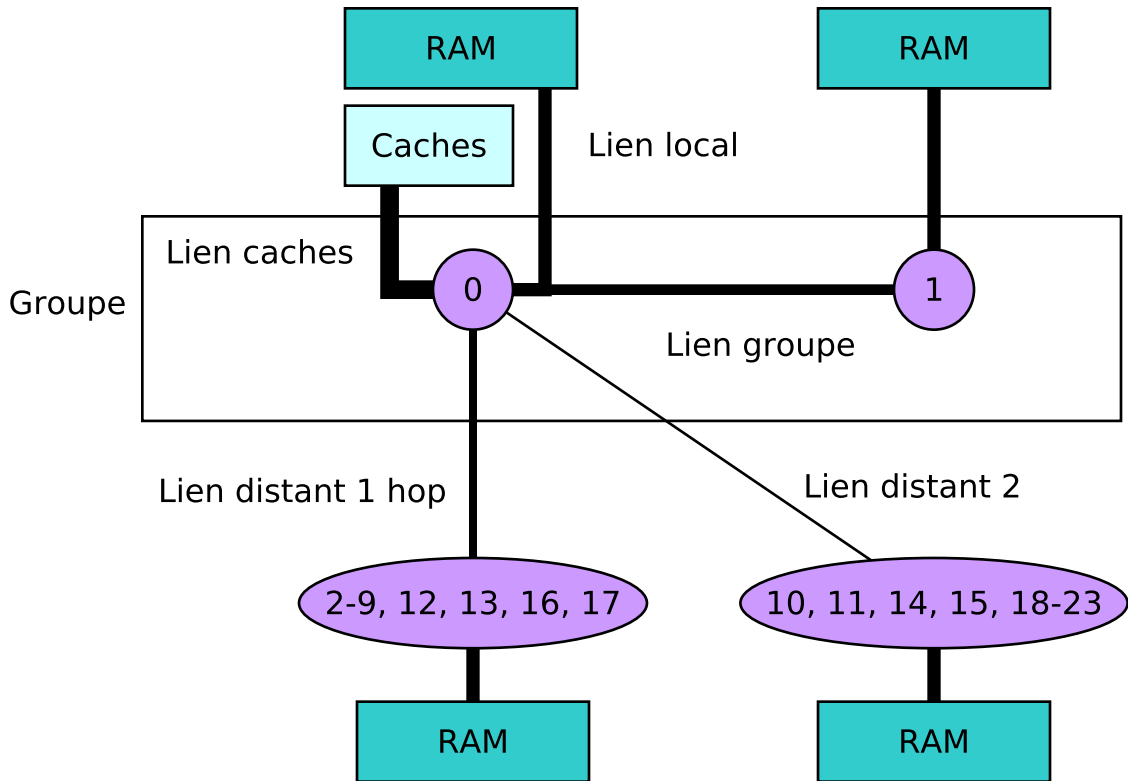 RAM
RAM
Caches
Lien local
Lien caches
0
1
Groupe
Lien groupe
Lien distant 1 hop
Lien distant 2
2-9, 12, 13, 16, 17
10, 11, 14, 15, 18-23
RAM
RAM